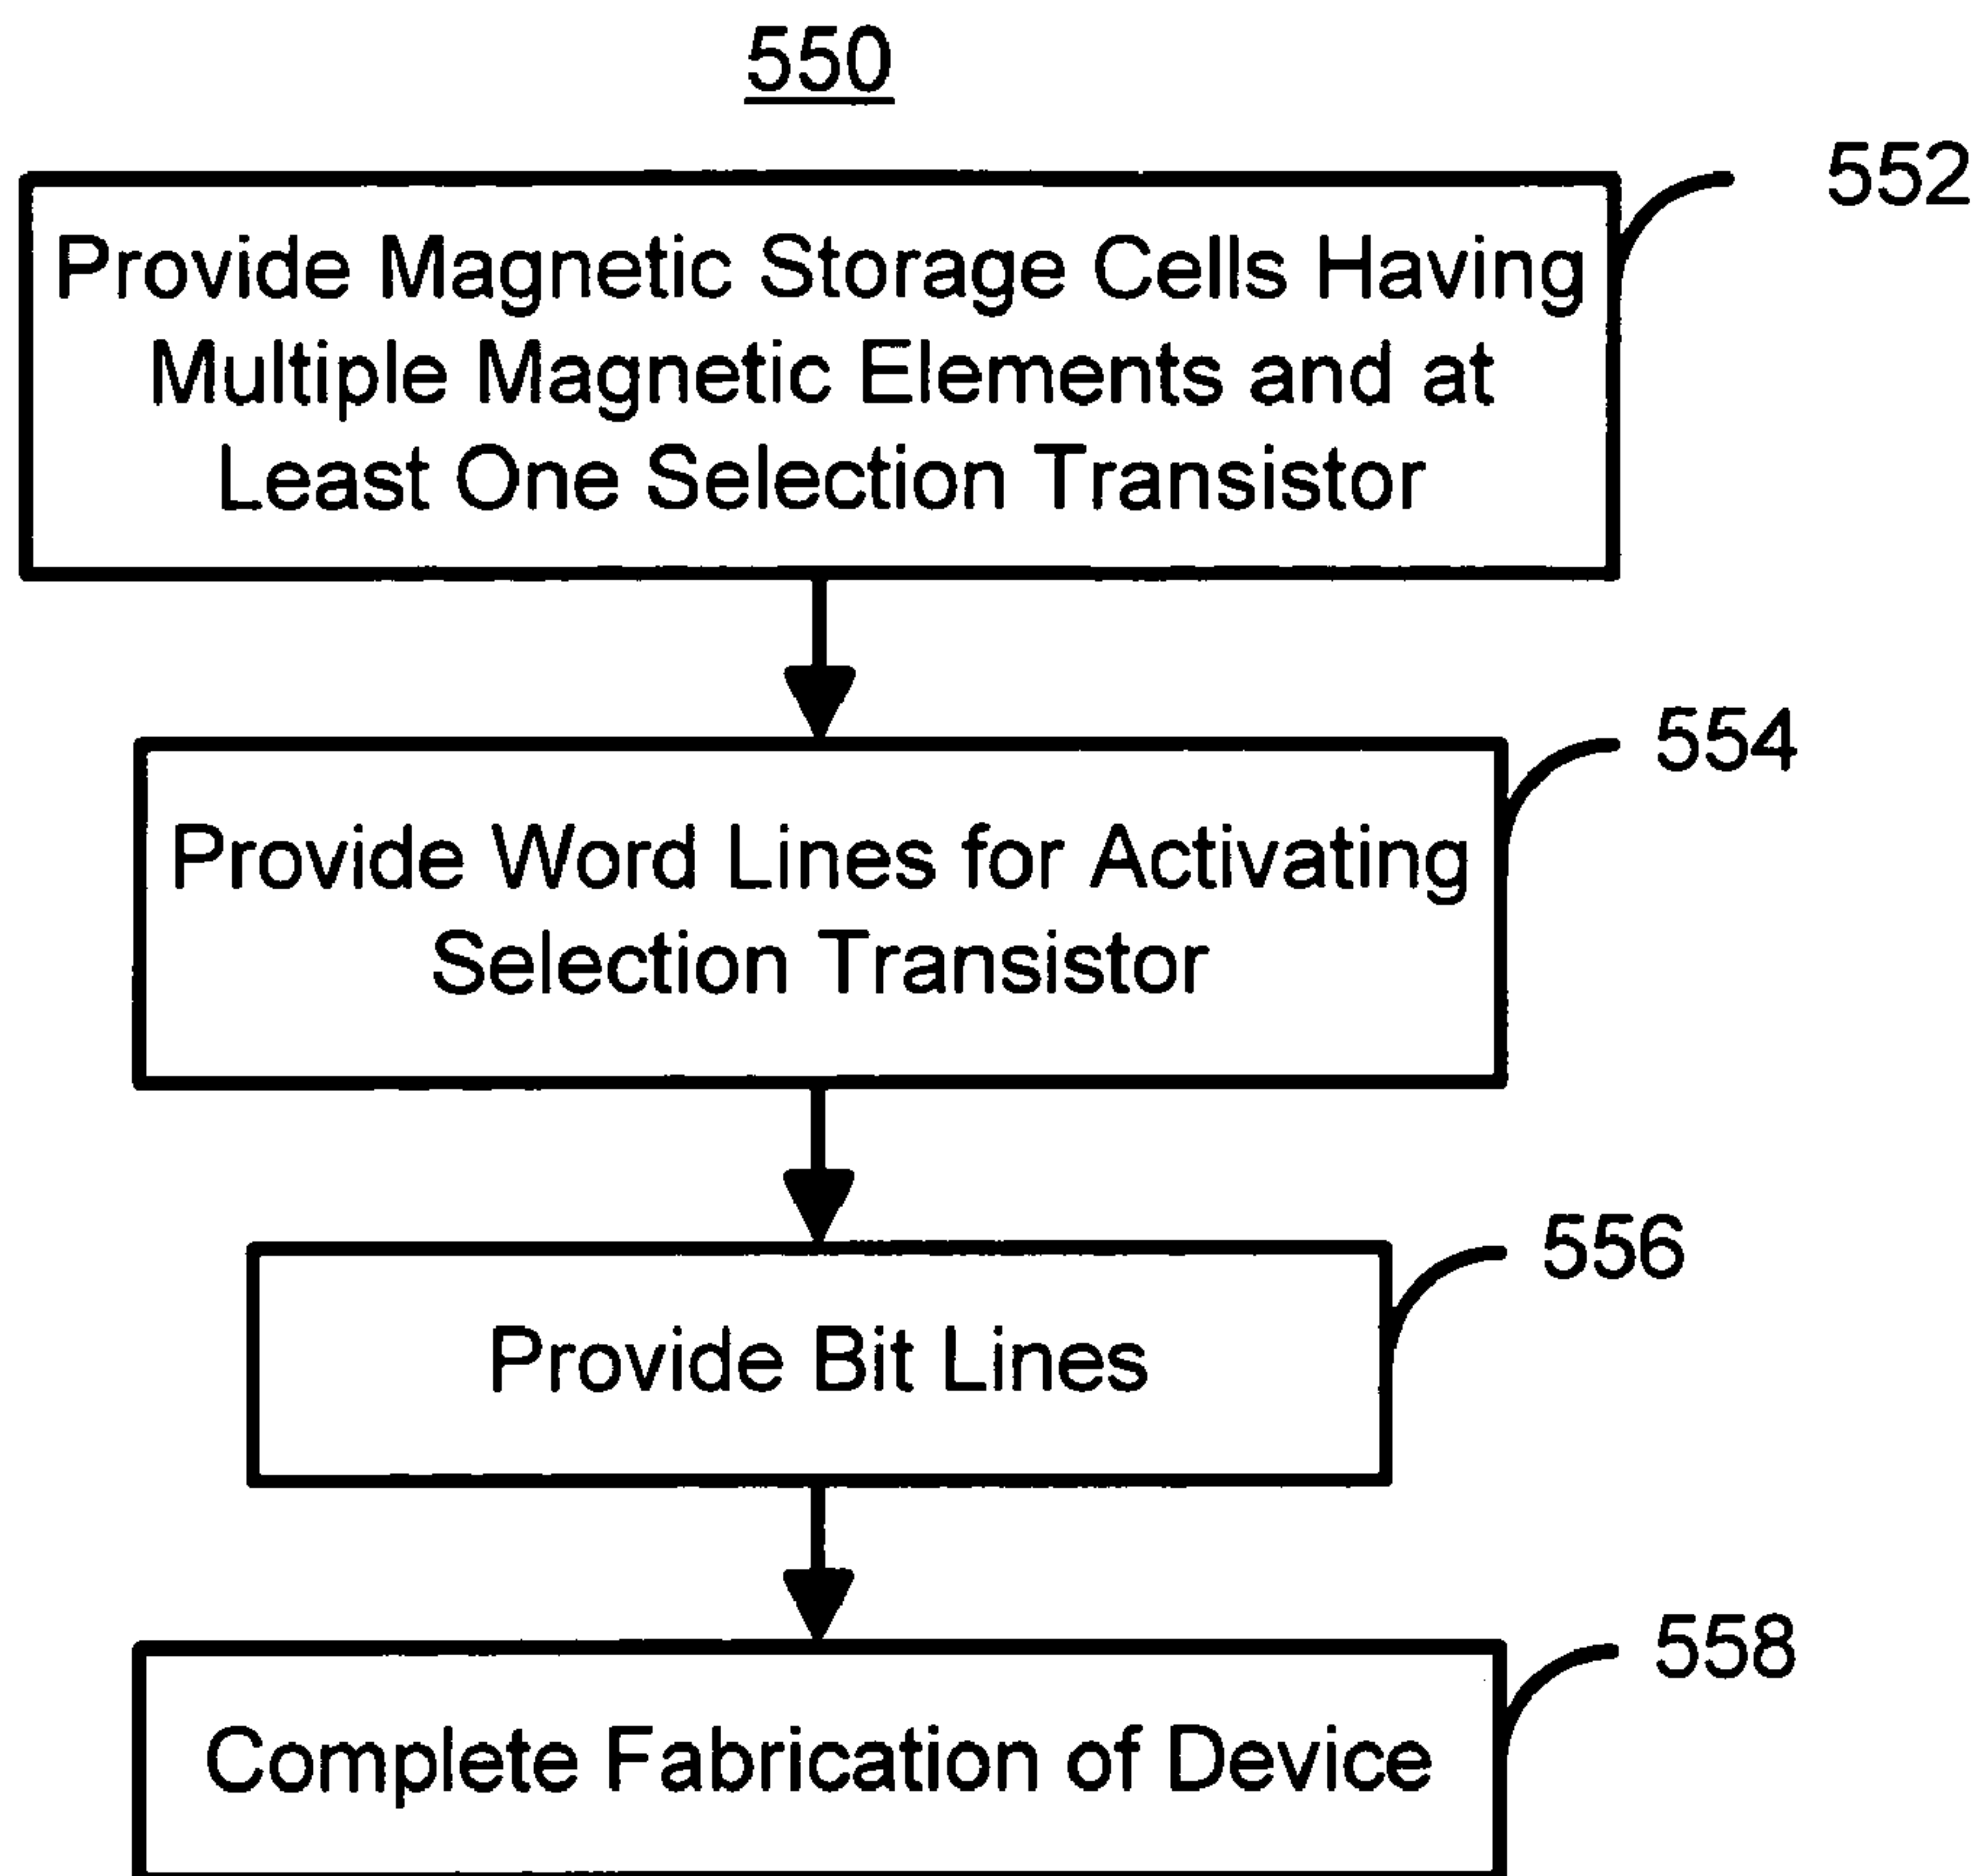 550
552
Provide Magnetic Storage Cells Having
Multiple Magnetic Elements and at
Least One Selection Transistor
554
Provide Word Lines for Activating
Selection Transistor
556
Provide Bit Lines
558
Complete Fabrication of Device